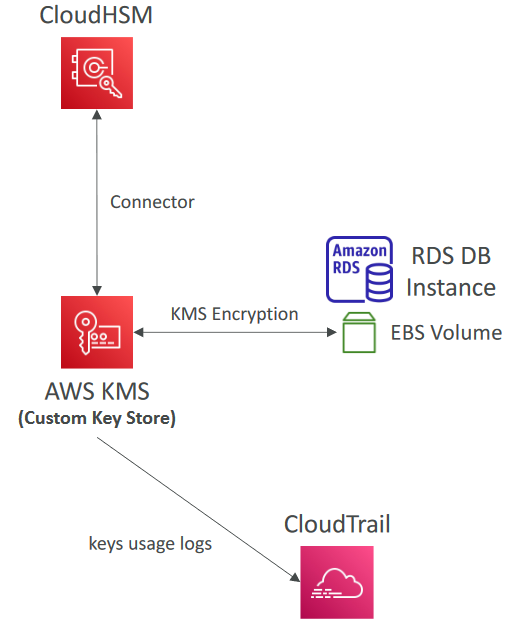 CloudHSM
Connector
Amazon
RDS
RDS DB
Instance
KMS Encryption
EBS Volume
AWS KMS
(Custom Key Store)
CloudTrail
keys usage logs